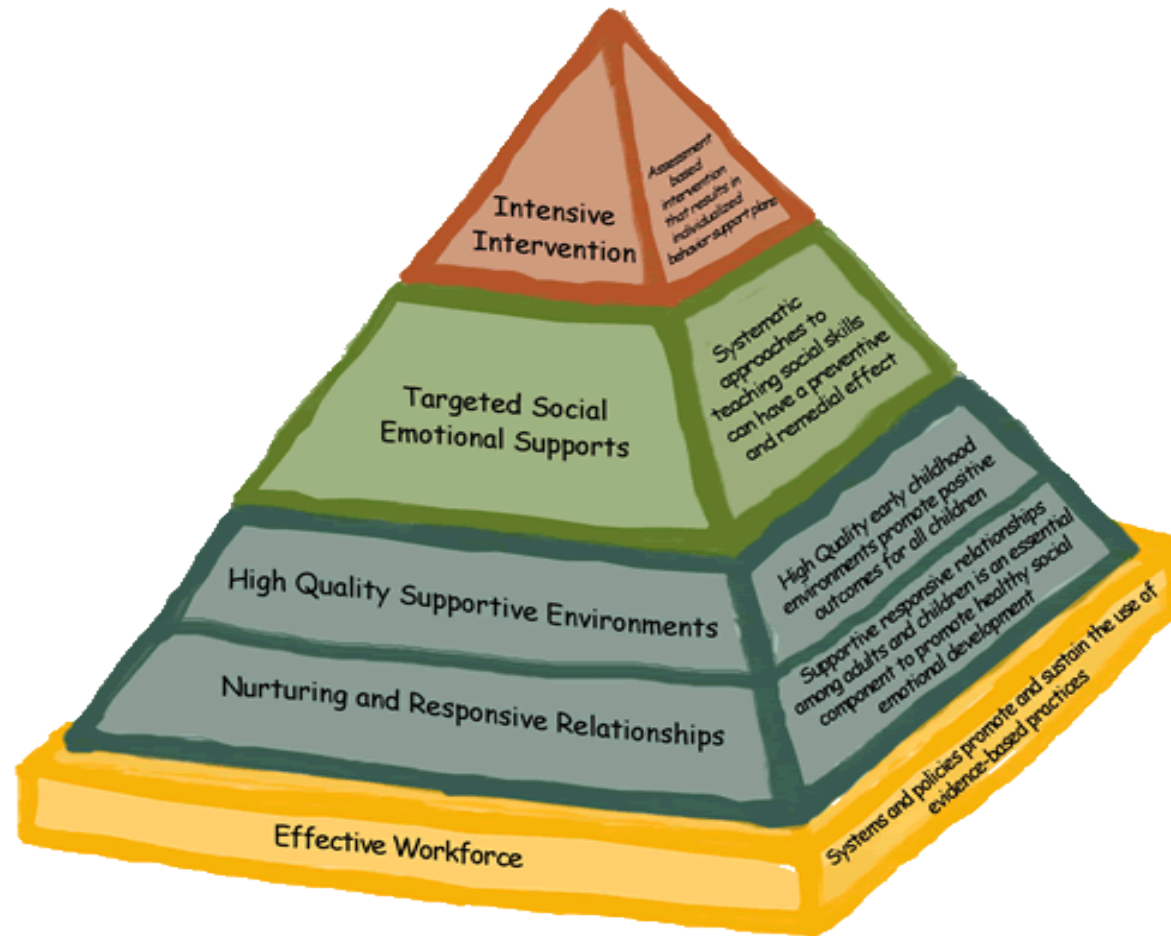 Intensive
Intervention
Assessment
based
intervention
that results in
individualized
behavior support plans
Targeted Social
Emotional Supports
Systematic
approaches to
teaching social skills
can have a preventive
and remedial effect
High Quality Supportive Environments
High Quality early childhood
environments promote positive
outcomes for all children
Nurturing and Responsive Relationships
Supportive responsive relationships
among adults and children is an essential
component to promote healthy social
emotional development
Effective Workforce
Systems and policies promote and sustain the use of
evidence-based practices